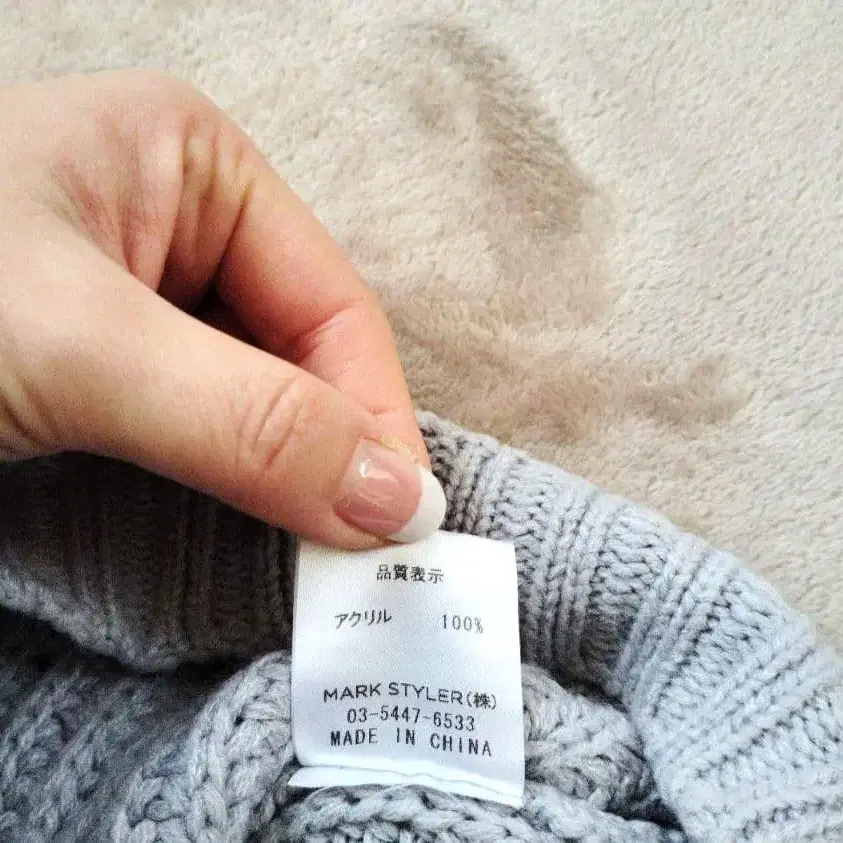 品質表示
アクリル 100%
MARK STYLER(株)
03-5447-6533
MADE IN CHINA